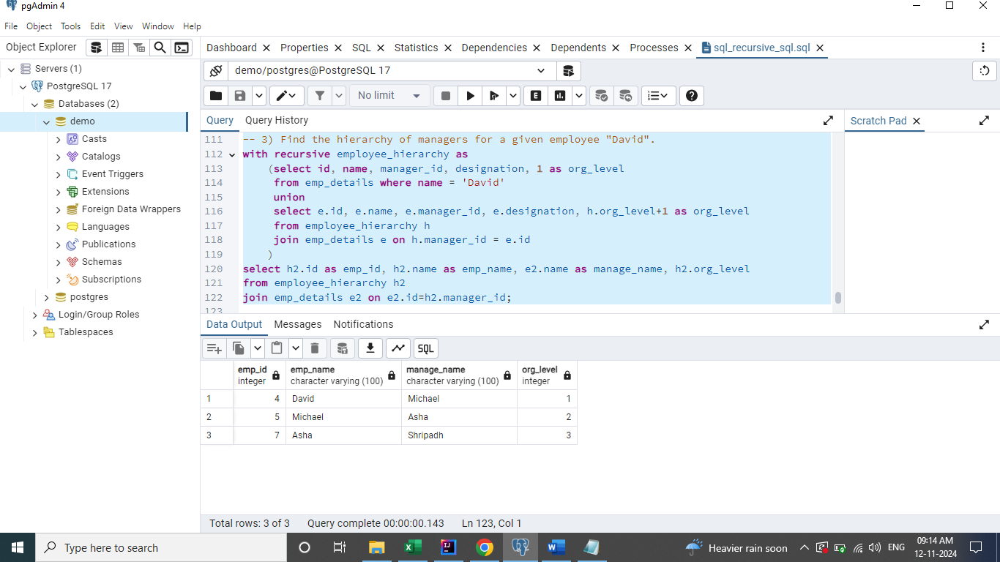 pgAdmin 4
File Object Tools Edit View Window Help
Object Explorer
Dashboard Properties SQL Statistics Dependencies Dependents Processes sql_recursive_sql.sql
Servers (1)
PostgreSQL 17
Databases (2)
demo
Casts
Catalogs
Event Triggers
Extensions
Foreign Data Wrappers
Languages
Publications
Schemas
Subscriptions
postgres
Login/Group Roles
Tablespaces
demo/postgres@PostgreSQL 17
No limit
E
Query Query History
Scratch Pad
111 -- 3) Find the hierarchy of managers for a given employee "David".
112 with recursive employee_hierarchy as
113 (select id, name, manager_id, designation, 1 as org_level
114 from emp_details where name = 'David'
115 union
116 select e.id, e.name, e.manager_id, e.designation, h.org_level+1 as org_level
117 from employee_hierarchy h
118 join emp_details e on h.manager_id = e.id
119 )
120 select h2.id as emp_id, h2.name as emp_name, e2.name as manage_name, h2.org_level
121 from employee_hierarchy h2
122 join emp_details e2 on e2.id=h2.manager_id;
123
Data Output Messages Notifications
SQL
emp_id emp_name manage_name org_level
integer character varying (100) character varying (100) integer
1 4 David Michael 1
2 5 Michael Asha 2
3 7 Asha Shripadh 3
Total rows: 3 of 3 Query complete 00:00:00.143 Ln 123, Col 1
Type here to search
Heavier rain soon
ENG
09:14 AM
12-11-2024